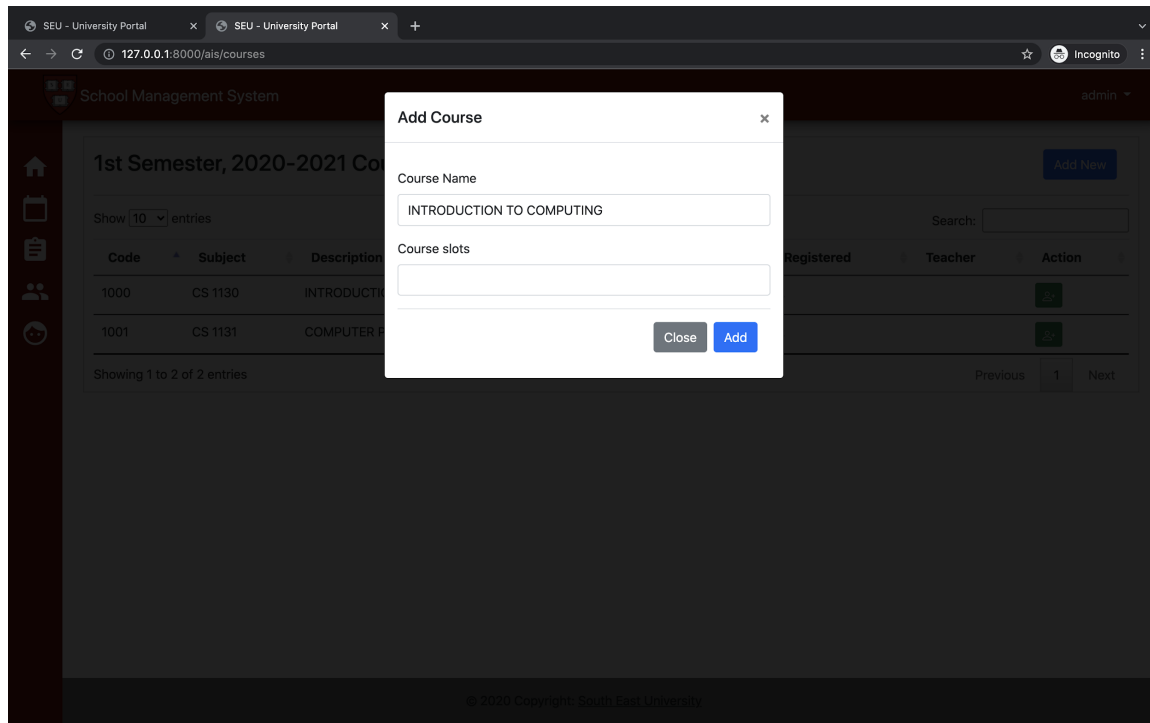 SEU - University Portal
SEU - University Portal
127.0.0.1:8000/ais/courses
Incognito
School Management System
admin
Add Course
×
1st Semester, 2020-2021
Add New
Course Name
INTRODUCTION TO COMPUTING
Show 10 entries
Search:
Course slots
Code Subject Description Registered Teacher Action
1000 CS 1130
1001 CS 1131 COMPUTER
Close Add
Showing 1 to 2 of 2 entries
Previous 1 Next
© 2020 Copyright: South East University